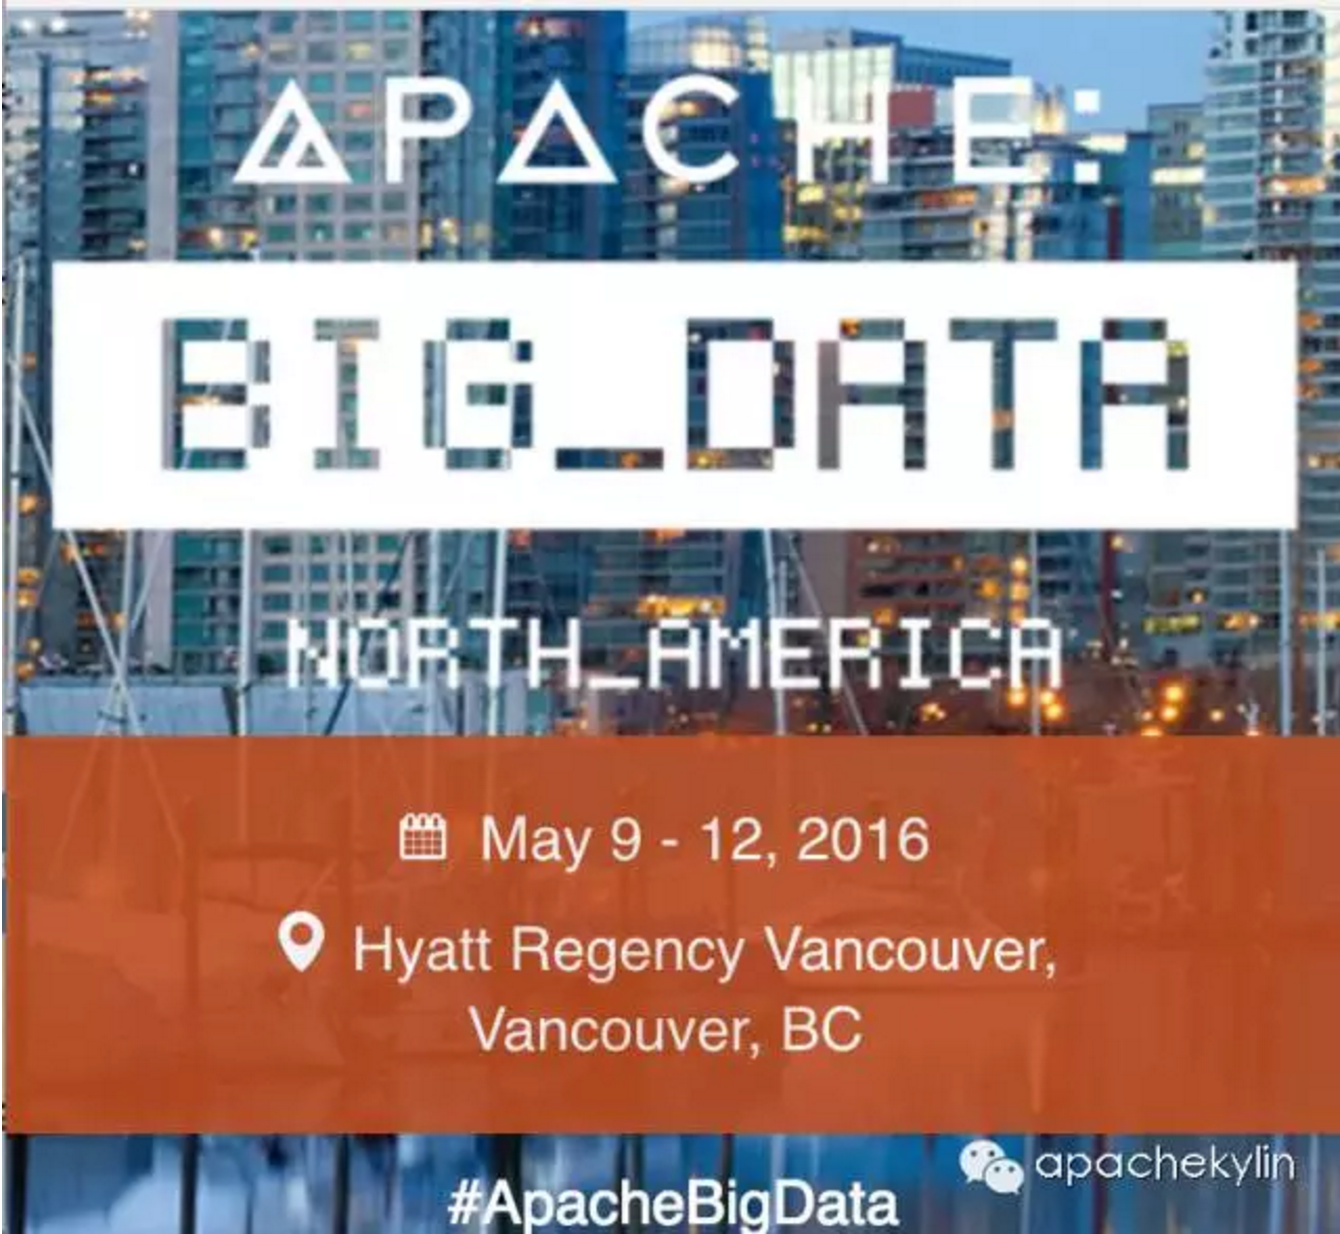 APACHE:
BIG_DATA
NORTH_AMERICA
May 9 - 12, 2016
Hyatt Regency Vancouver,
Vancouver, BC
apachekylin
#ApacheBigData